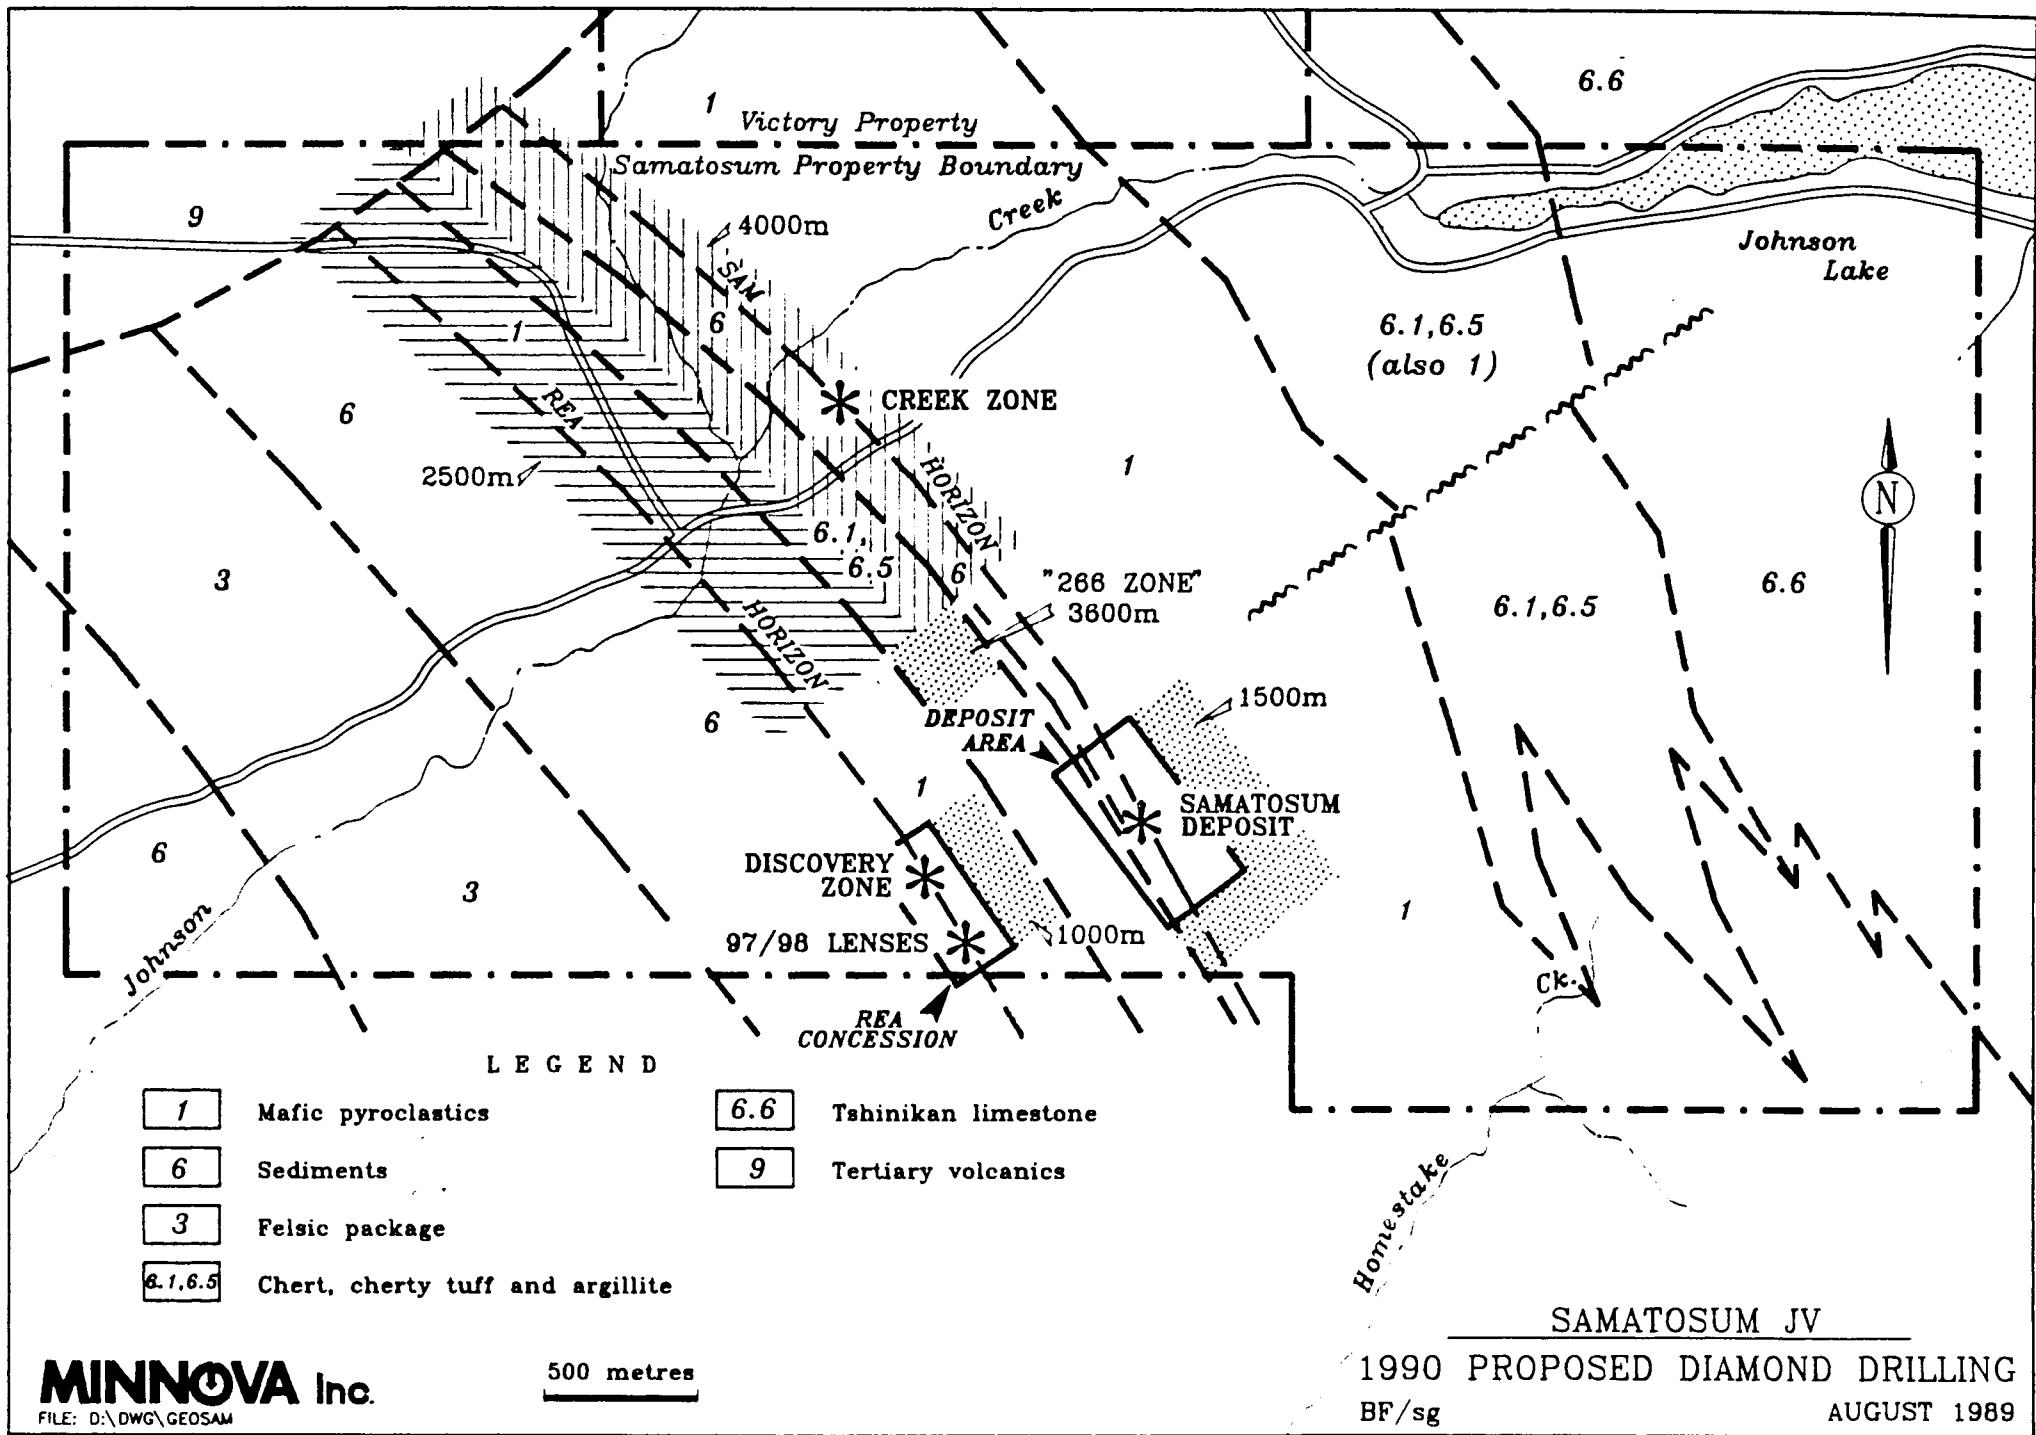 6.6
1
Victory Property
Samatosum Property Boundary
9
4000m
Creek
Johnson
Lake
SAM
6
1
6.1,6.5
(also 1)
REA
CREEK ZONE
6
2500m
HORIZON
1
N
6.1,
6.5
6
"266 ZONE"
3600m
3
6.1,6.5
6.6
HORIZON
6
DEPOSIT
AREA
1500m
1
SAMATOSUM
DEPOSIT
6
DISCOVERY
ZONE
3
1
97/98 LENSES
1000m
Johnson
Ck.
REA
CONCESSION
LEGEND
1 Mafic pyroclastics
6 Sediments
3 Felsic package
6.1,6.5 Chert, cherty tuff and argillite
6.6 Tshinikan limestone
9 Tertiary volcanics
Homestake
MINNOVA Inc.
FILE: D:\DWG\GEOSAM
500 metres
SAMATOSUM JV
1990 PROPOSED DIAMOND DRILLING
BF/sg
AUGUST 1989